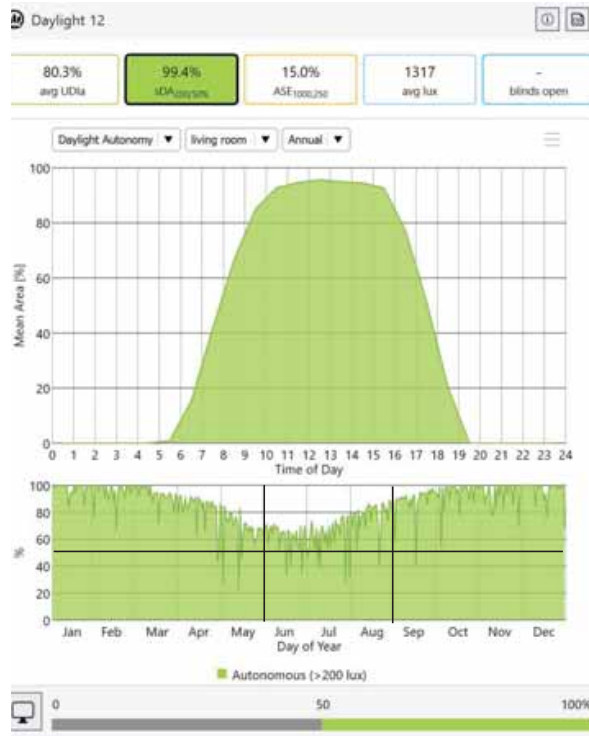 Daylight 12
80.3% 99.4% 15.0% 1317 -
avg UDIa sDA200/50% ASE1000,250 avg lux blinds open
Daylight Autonomy ▼ living room ▼ Annual ▼
100
80
60
40
20
0
Mean Area [%]
0 1 2 3 4 5 6 7 8 9 10 11 12 13 14 15 16 17 18 19 20 21 22 23 24
Time of Day
100
80
60
40
20
0
%
Jan Feb Mar Apr May Jun Jul Aug Sep Oct Nov Dec
Day of Year
Autonomous (>200 lux)
0 50 100%